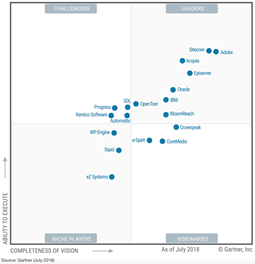 CHALLENGERS
LEADERS
Sitecore
Adobe
Acquia
Episerver
Oracle
SDL
IBM
Progress
OpenText
Kentico Software
Automattic
BloomReach
Crownpeak
WP Engine
e-Spirit
CoreMedia
Squiz
eZ Systems
ABILITY TO EXECUTE
NICHE PLAYERS
VISIONARIES
COMPLETENESS OF VISION
As of July 2018
© Gartner, Inc
Source: Gartner (July 2018)